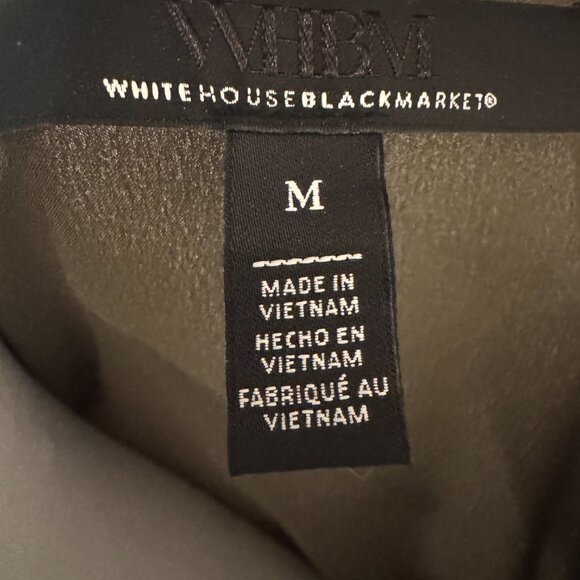 WHBM
WHITEHOUSEBLACKMARKET®
M
MADE IN
VIETNAM
HECHO EN
VIETNAM
FABRIQUÉ AU
VIETNAM